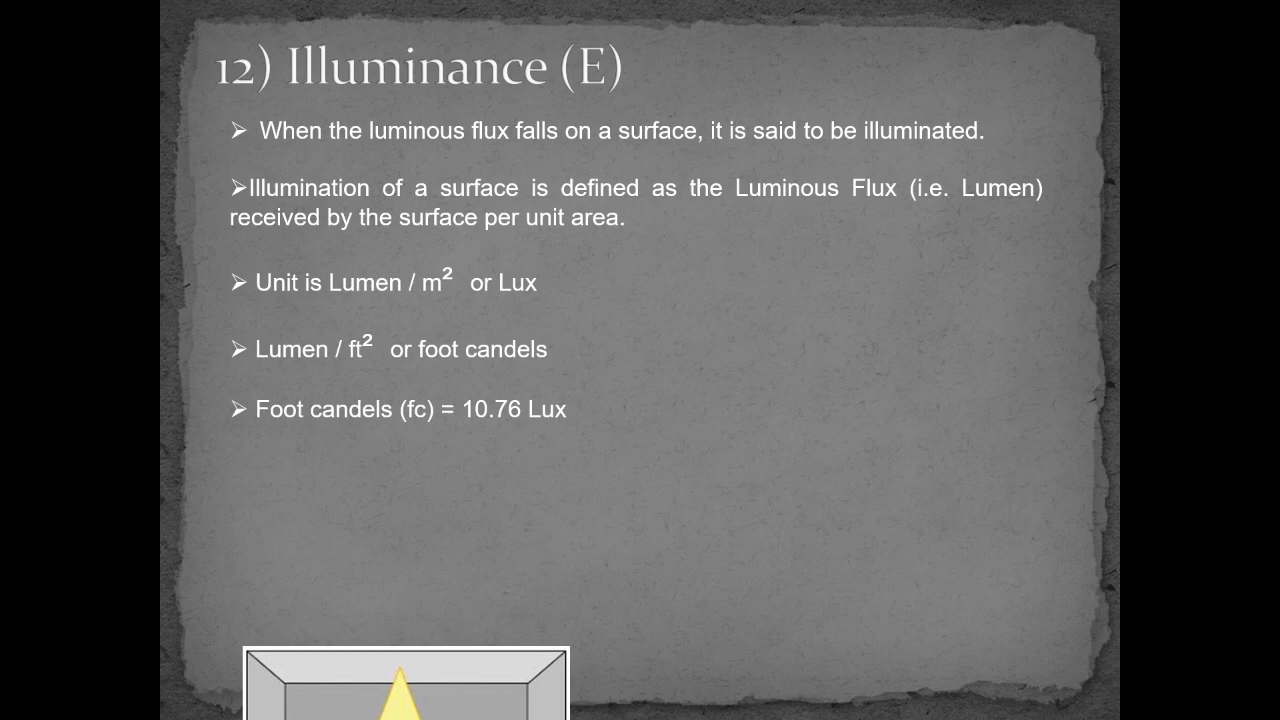 12) Illuminance (E)
➢ When the luminous flux falls on a surface, it is said to be illuminated.
➢Illumination of a surface is defined as the Luminous Flux (i.e. Lumen)
received by the surface per unit area.
➢ Unit is Lumen / m² or Lux
➢ Lumen / ft² or foot candels
➢ Foot candels (fc) = 10.76 Lux